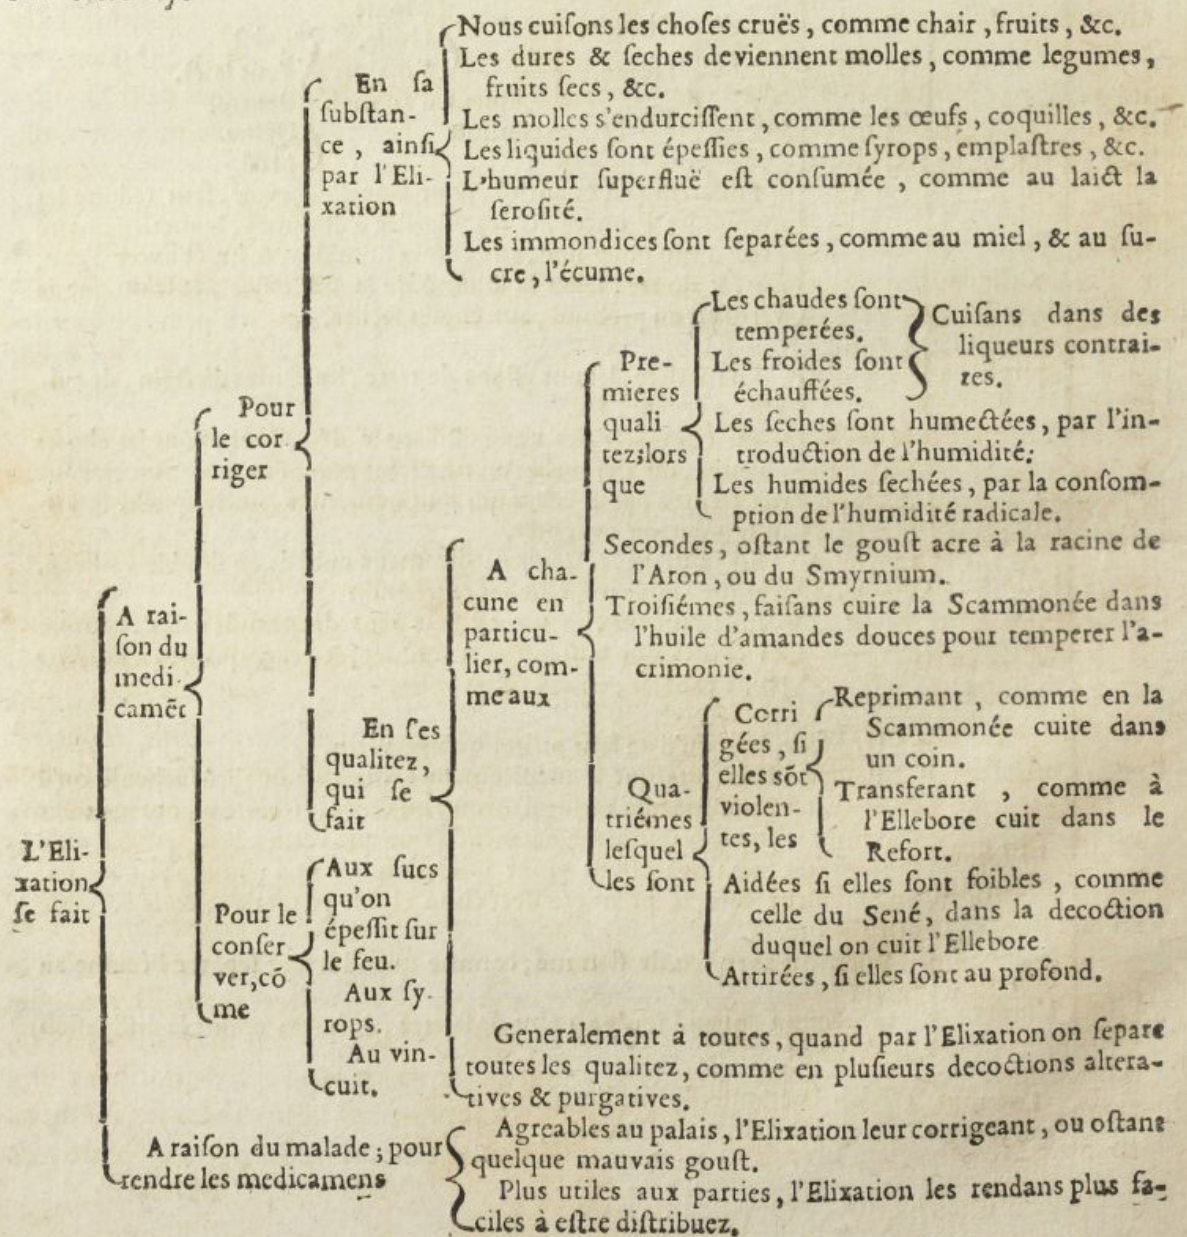 L'Eli-
xation
ſe fait
A rai-
ſon du
medi-
camẽt
Pour
le cor
riger
En ſa
ſubſtan-
ce, ainſi
par l'Eli-
xation
Nous cuiſons les choſes cruës, comme chair, fruits, &c.
Les dures & ſeches deviennent molles, comme legumes,
fruits ſecs, &c.
Les molles s'endurciſſent, comme les œufs, coquilles, &c.
Les liquides ſont épeſſies, comme ſyrops, emplaſtres, &c.
L'humeur ſuperfluë eſt conſumée, comme au laict la
ſeroſité.
Les immondices ſont ſeparées, comme au miel, & au ſu-
cre, l'écume.
En ſes
qualitez,
qui ſe
fait
A cha-
cune en
particu-
lier, com-
me aux
Pre-
mieres
quali
tez; lors
que
Les chaudes ſont
temperées.
Les froides ſont
échauffées.
Cuiſans dans des
liqueurs contrai-
res.
Les ſeches ſont humectées, par l'in-
troduction de l'humidité;
Les humides ſechées, par la conſom-
ption de l'humidité radicale.
Secondes, oſtant le gouſt acre à la racine de
l'Aron, ou du Smyrnium.
Troiſiémes, faiſans cuire la Scammonée dans
l'huile d'amandes douces pour temperer l'a-
crimonie.
Qua-
triémes
leſquel
les ſont
Corri
gées, ſi
elles sõt
violen-
tes, les
Reprimant, comme en la
Scammonée cuite dans
un coin.
Transferant, comme à
l'Ellebore cuit dans le
Refort.
Aidées ſi elles ſont foibles, comme
celle du Sené, dans la decoction
duquel on cuit l'Ellebore
Attirées, ſi elles ſont au profond.
Generalement à toutes, quand par l'Elixation on ſepare
toutes les qualitez, comme en pluſieurs decoctions altera-
tives & purgatives.
Pour le
conſer
ver, cõ
me
Aux ſucs
qu'on
épeſſit ſur
le feu.
Aux ſy-
rops.
Au vin-
cuit.
A raiſon du malade; pour
rendre les medicamens
Agreables au palais, l'Elixation leur corrigeant, ou oſtant
quelque mauvais gouſt.
Plus utiles aux parties, l'Elixation les rendans plus fa-
ciles à eſtre diſtribuez.